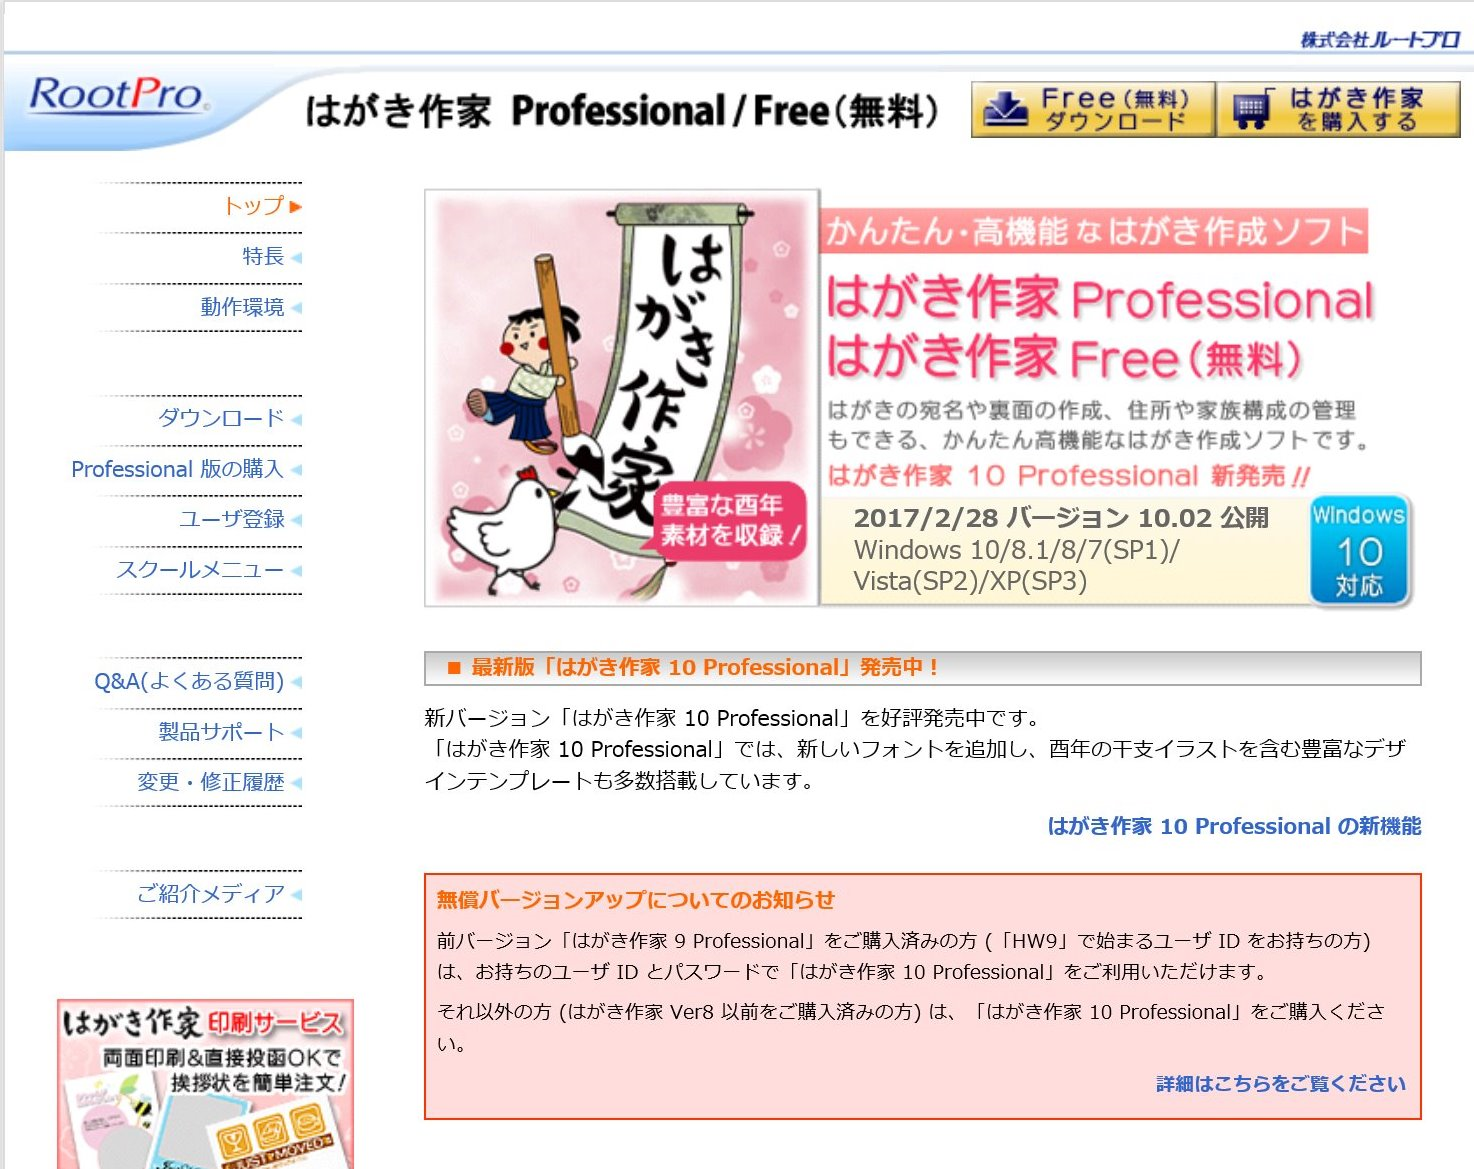 株式会社ルートプロ
RootPro
はがき作家 Professional / Free(無料)
Free(無料)
ダウンロード
はがき作家
を購入する
トップ
特長
動作環境
ダウンロード
Professional 版の購入
ユーザ登録
スクールメニュー
Q&A(よくある質問)
製品サポート
変更・修正履歴
ご紹介メディア
はがき作家 印刷サービス
両面印刷&直接投函OKで
挨拶状を簡単注文!
はがき作家
豊富な酉年
素材を収録!
かんたん・高機能なはがき作成ソフト
はがき作家 Professional
はがき作家 Free(無料)
はがきの宛名や裏面の作成、住所や家族構成の管理
もできる、かんたん高機能なはがき作成ソフトです。
はがき作家 10 Professional 新発売!!
2017/2/28 バージョン 10.02 公開
Windows 10/8.1/8/7(SP1)/
Vista(SP2)/XP(SP3)
Windows
10
対応
■ 最新版「はがき作家 10 Professional」発売中!
新バージョン「はがき作家 10 Professional」を好評発売中です。
「はがき作家 10 Professional」では、新しいフォントを追加し、酉年の干支イラストを含む豊富なデザ
インテンプレートも多数搭載しています。
はがき作家 10 Professional の新機能
無償バージョンアップについてのお知らせ
前バージョン「はがき作家 9 Professional」をご購入済みの方 (「HW9」で始まるユーザ ID をお持ちの方)
は、お持ちのユーザ ID とパスワードで「はがき作家 10 Professional」をご利用いただけます。
それ以外の方 (はがき作家 Ver8 以前をご購入済みの方) は、「はがき作家 10 Professional」をご購入くださ
い。
詳細はこちらをご覧ください